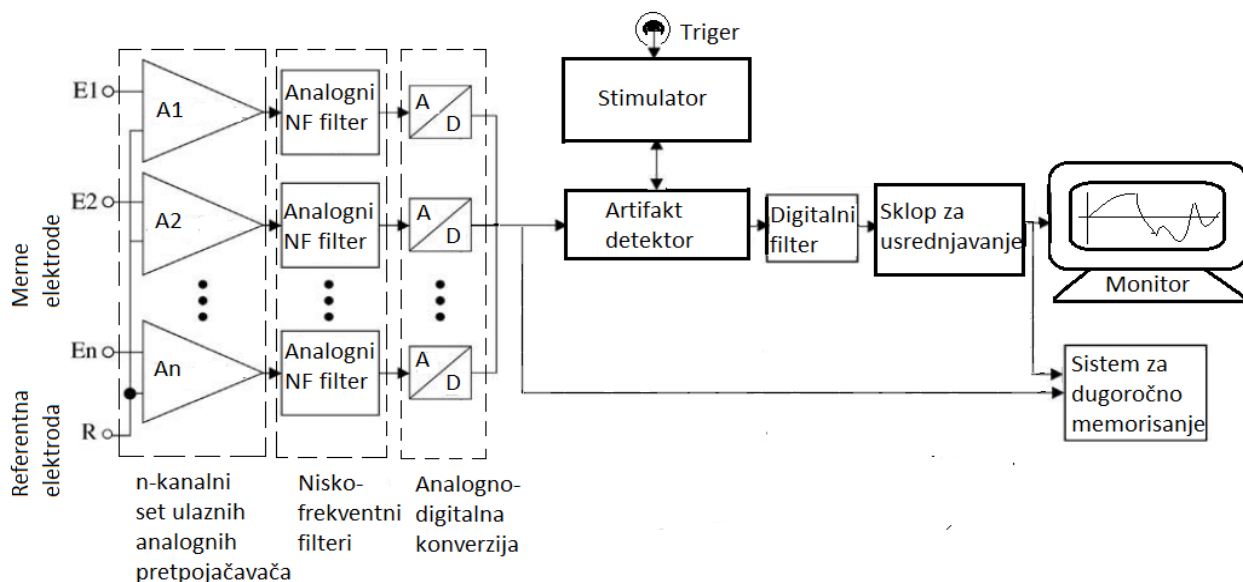 Triger
Stimulator
E1
A1
Analogni
NF filter
A
D
E2
A2
Analogni
NF filter
A
D
Artifakt
detektor
Digitalni
filter
Sklop za
usrednjavanje
Monitor
Merne
elektrode
En
An
Analogni
NF filter
A
D
Sistem za
dugoročno
memorisanje
Referentna
elektroda
R
n-kanalni
set ulaznih
analognih
pretpojačavača
Nisko-
frekventni
filteri
Analogno-
digitalna
konverzija